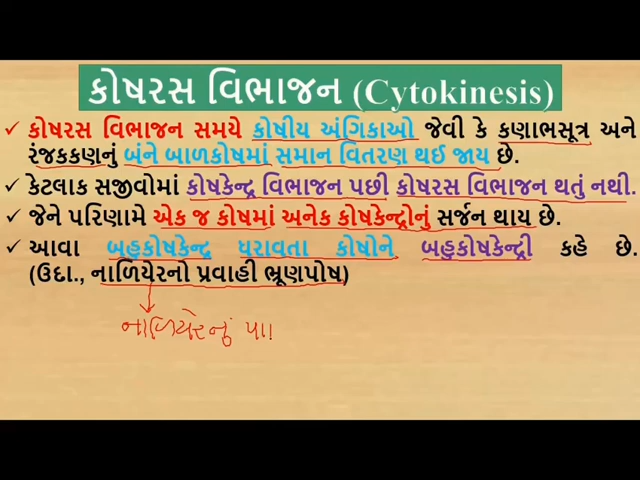 કોષરસ વિભાજન (Cytokinesis)
✓ કોષરસ વિભાજન સમયે કોષીય અંગિકાઓ જેવી કે કણાભસૂત્ર અને
રંજકકણનું બંને બાળકોષમાં સમાન વિતરણ થઈ જાય છે.
✓ કેટલાક સજીવોમાં કોષકેન્દ્ર વિભાજન પછી કોષરસ વિભાજન થતું નથી.
✓ જેને પરિણામે એક જ કોષમાં અનેક કોષકેન્દ્રોનું સર્જન થાય છે.
✓ આવા બહુકોષકેન્દ્ર ધરાવતા કોષોને બહુકોષકેન્દ્રી કહે છે.
(ઉદા., નાળિયેરનો પ્રવાહી ભ્રૂણપોષ)
નાળિયેરનું પા